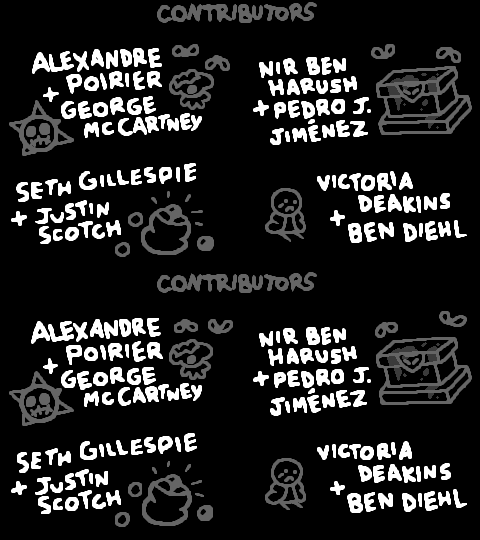 CONTRIBUTORS
ALEXANDRE
POIRIER
+ GEORGE
MCCARTNEY
NIR BEN
HARUSH
+ PEDRO J.
JIMÉNEZ
SETH GILLESPIE
+ JUSTIN
SCOTCH
VICTORIA
DEAKINS
+ BEN DIEHL
CONTRIBUTORS
ALEXANDRE
POIRIER
+ GEORGE
MCCARTNEY
NIR BEN
HARUSH
+ PEDRO J.
JIMÉNEZ
SETH GILLESPIE
+ JUSTIN
SCOTCH
VICTORIA
DEAKINS
+ BEN DIEHL